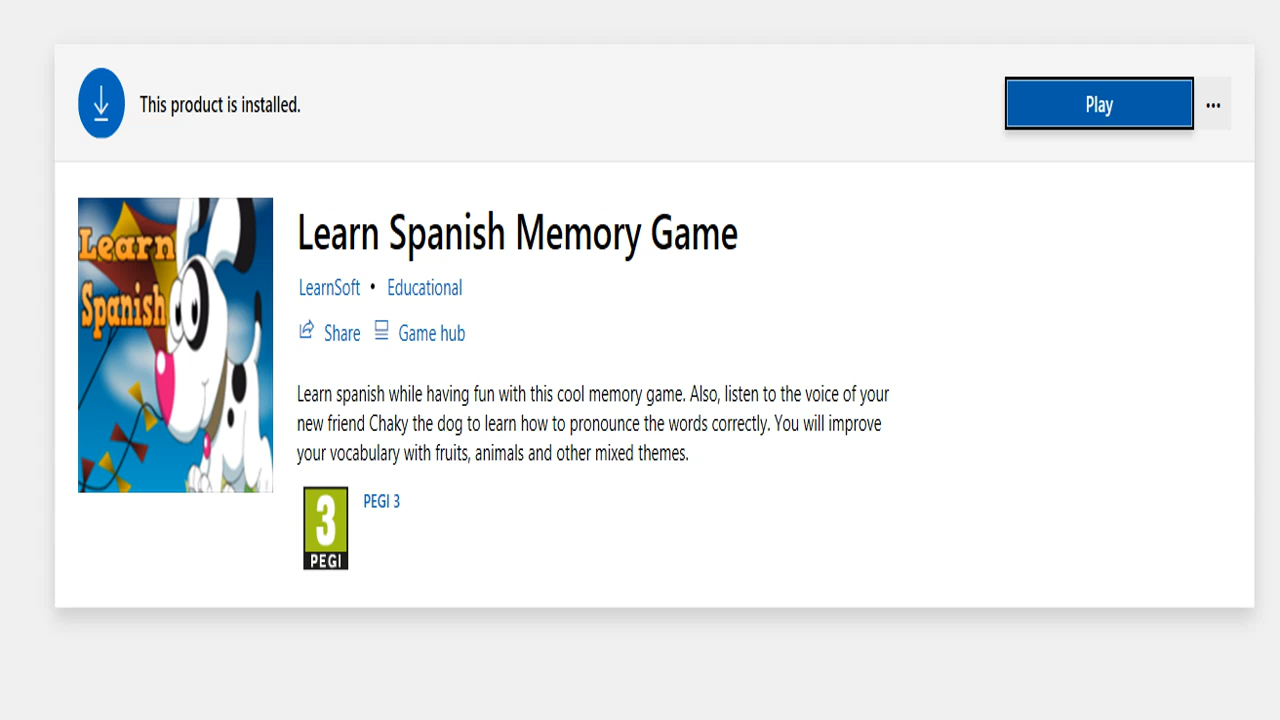 This product is installed.
Play
...
Learn
Spanish
Learn Spanish Memory Game
LearnSoft • Educational
Share Game hub
Learn spanish while having fun with this cool memory game. Also, listen to the voice of your
new friend Chaky the dog to learn how to pronounce the words correctly. You will improve
your vocabulary with fruits, animals and other mixed themes.
3
PEGI
PEGI 3